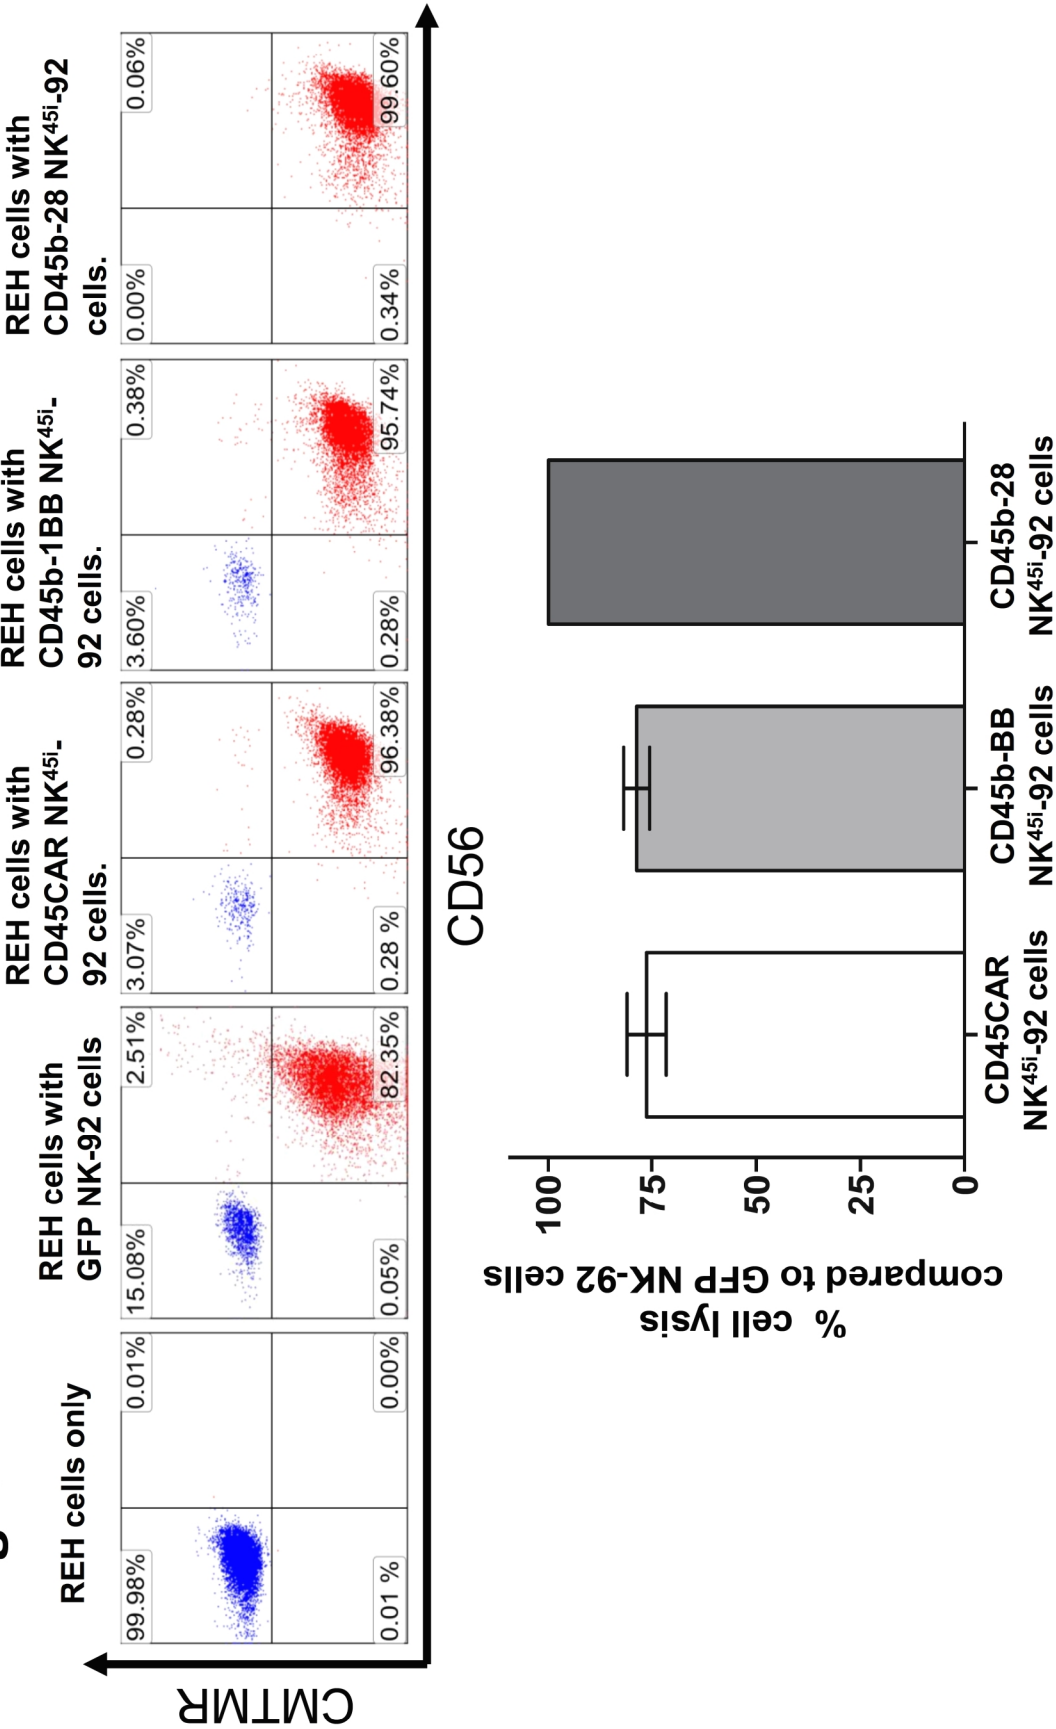 REH cells only
REH cells with
GFP NK-92 cells
REH cells with
CD45CAR NK45i-
92 cells.
REH cells with
CD45b-1BB NK45i-
92 cells.
REH cells with
CD45b-28 NK45i-92
cells.
99.98%
0.01%
15.08%
2.51%
3.07%
0.28%
3.60%
0.38%
0.00%
0.06%
0.01 %
0.00%
0.05%
82.35%
0.28 %
96.38%
0.28%
95.74%
0.34%
99.60%
CMTMR
CD56
% cell lysis
compared to GFP NK-92 cells
100
75
50
25
0
CD45CAR
NK45i-92 cells
CD45b-BB
NK45i-92 cells
CD45b-28
NK45i-92 cells